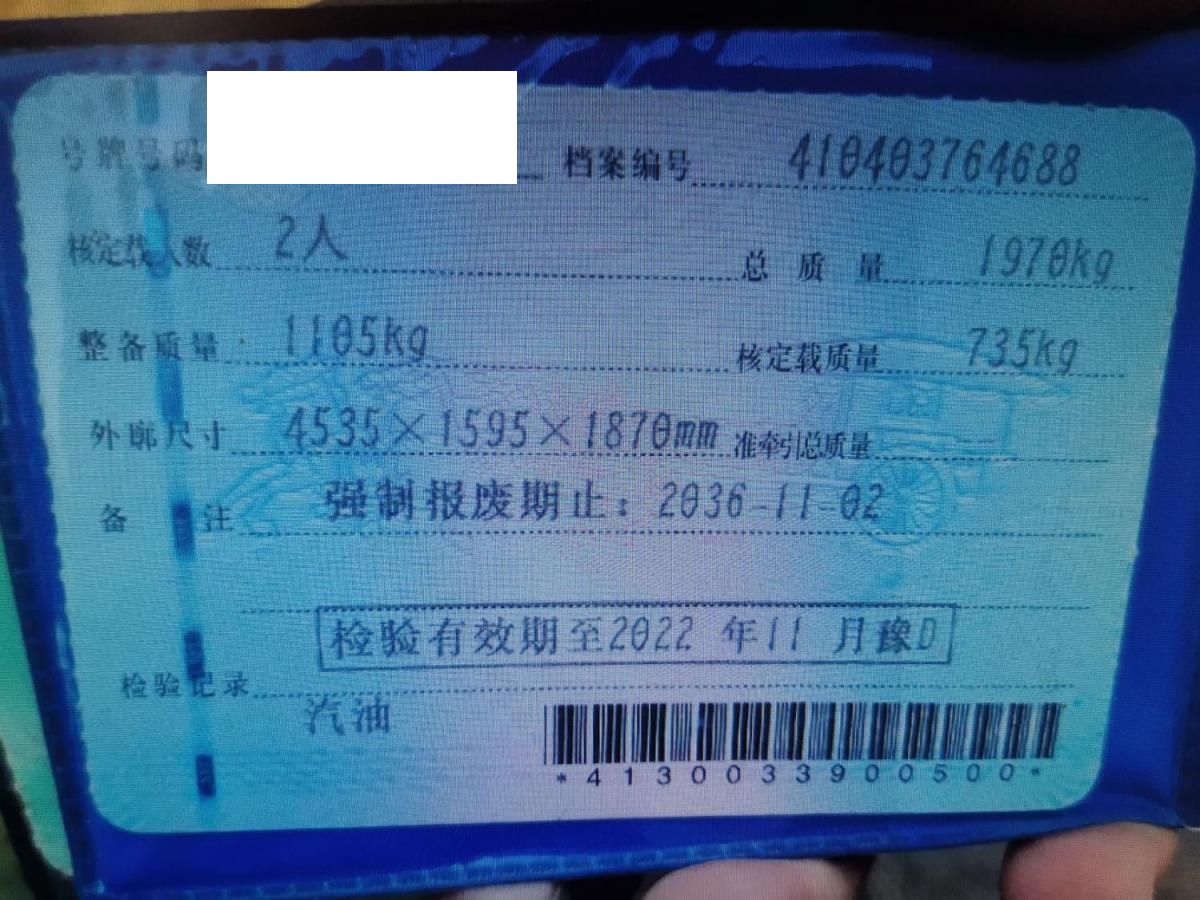 号牌号码 档案编号 410403764688
核定载人数 2人 总质量 1970kg
整备质量 1105kg 核定载质量 735kg
外廓尺寸 4535×1595×1870mm 准牵引总质量
备注 强制报废期止：2036-11-02
检验有效期至2022年11月豫D
检验记录
汽油
*4130033900500*